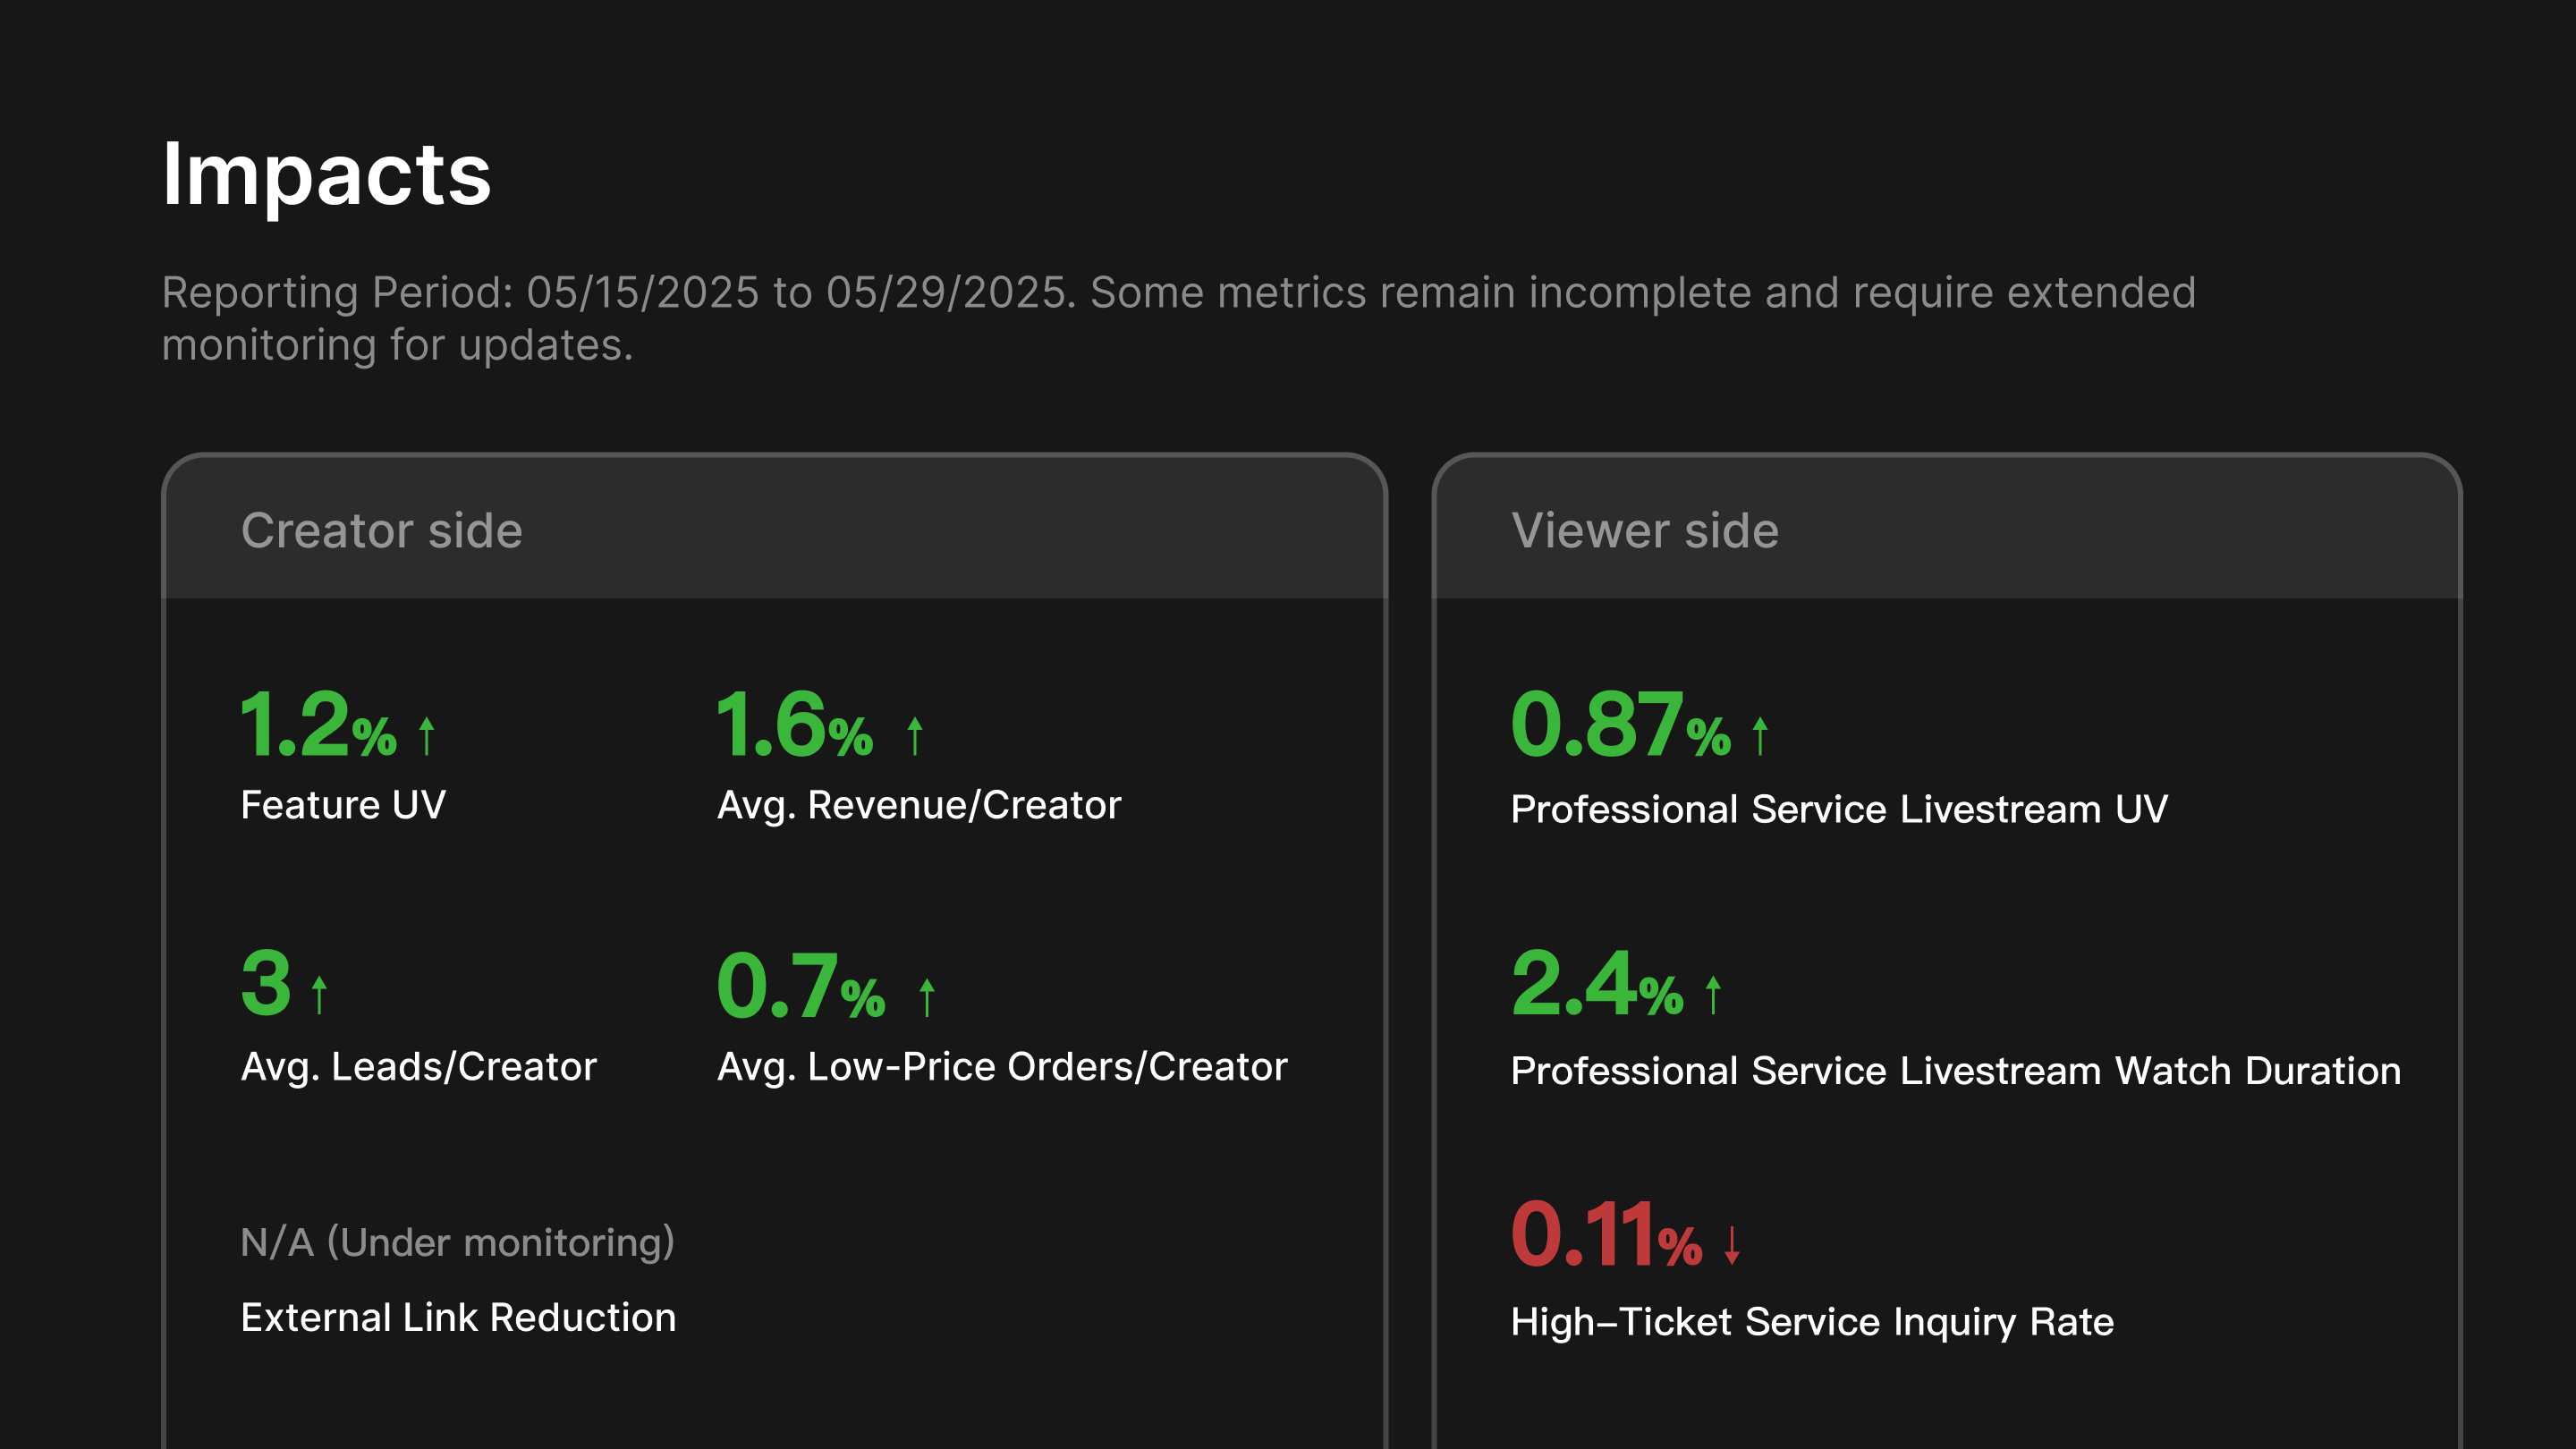 Impacts
Reporting Period: 05/15/2025 to 05/29/2025. Some metrics remain incomplete and require extended
monitoring for updates.
Creator side
1.2% ↑
Feature UV
1.6% ↑
Avg. Revenue/Creator
3 ↑
Avg. Leads/Creator
0.7% ↑
Avg. Low-Price Orders/Creator
N/A (Under monitoring)
External Link Reduction
Viewer side
0.87% ↑
Professional Service Livestream UV
2.4% ↑
Professional Service Livestream Watch Duration
0.11% ↓
High–Ticket Service Inquiry Rate